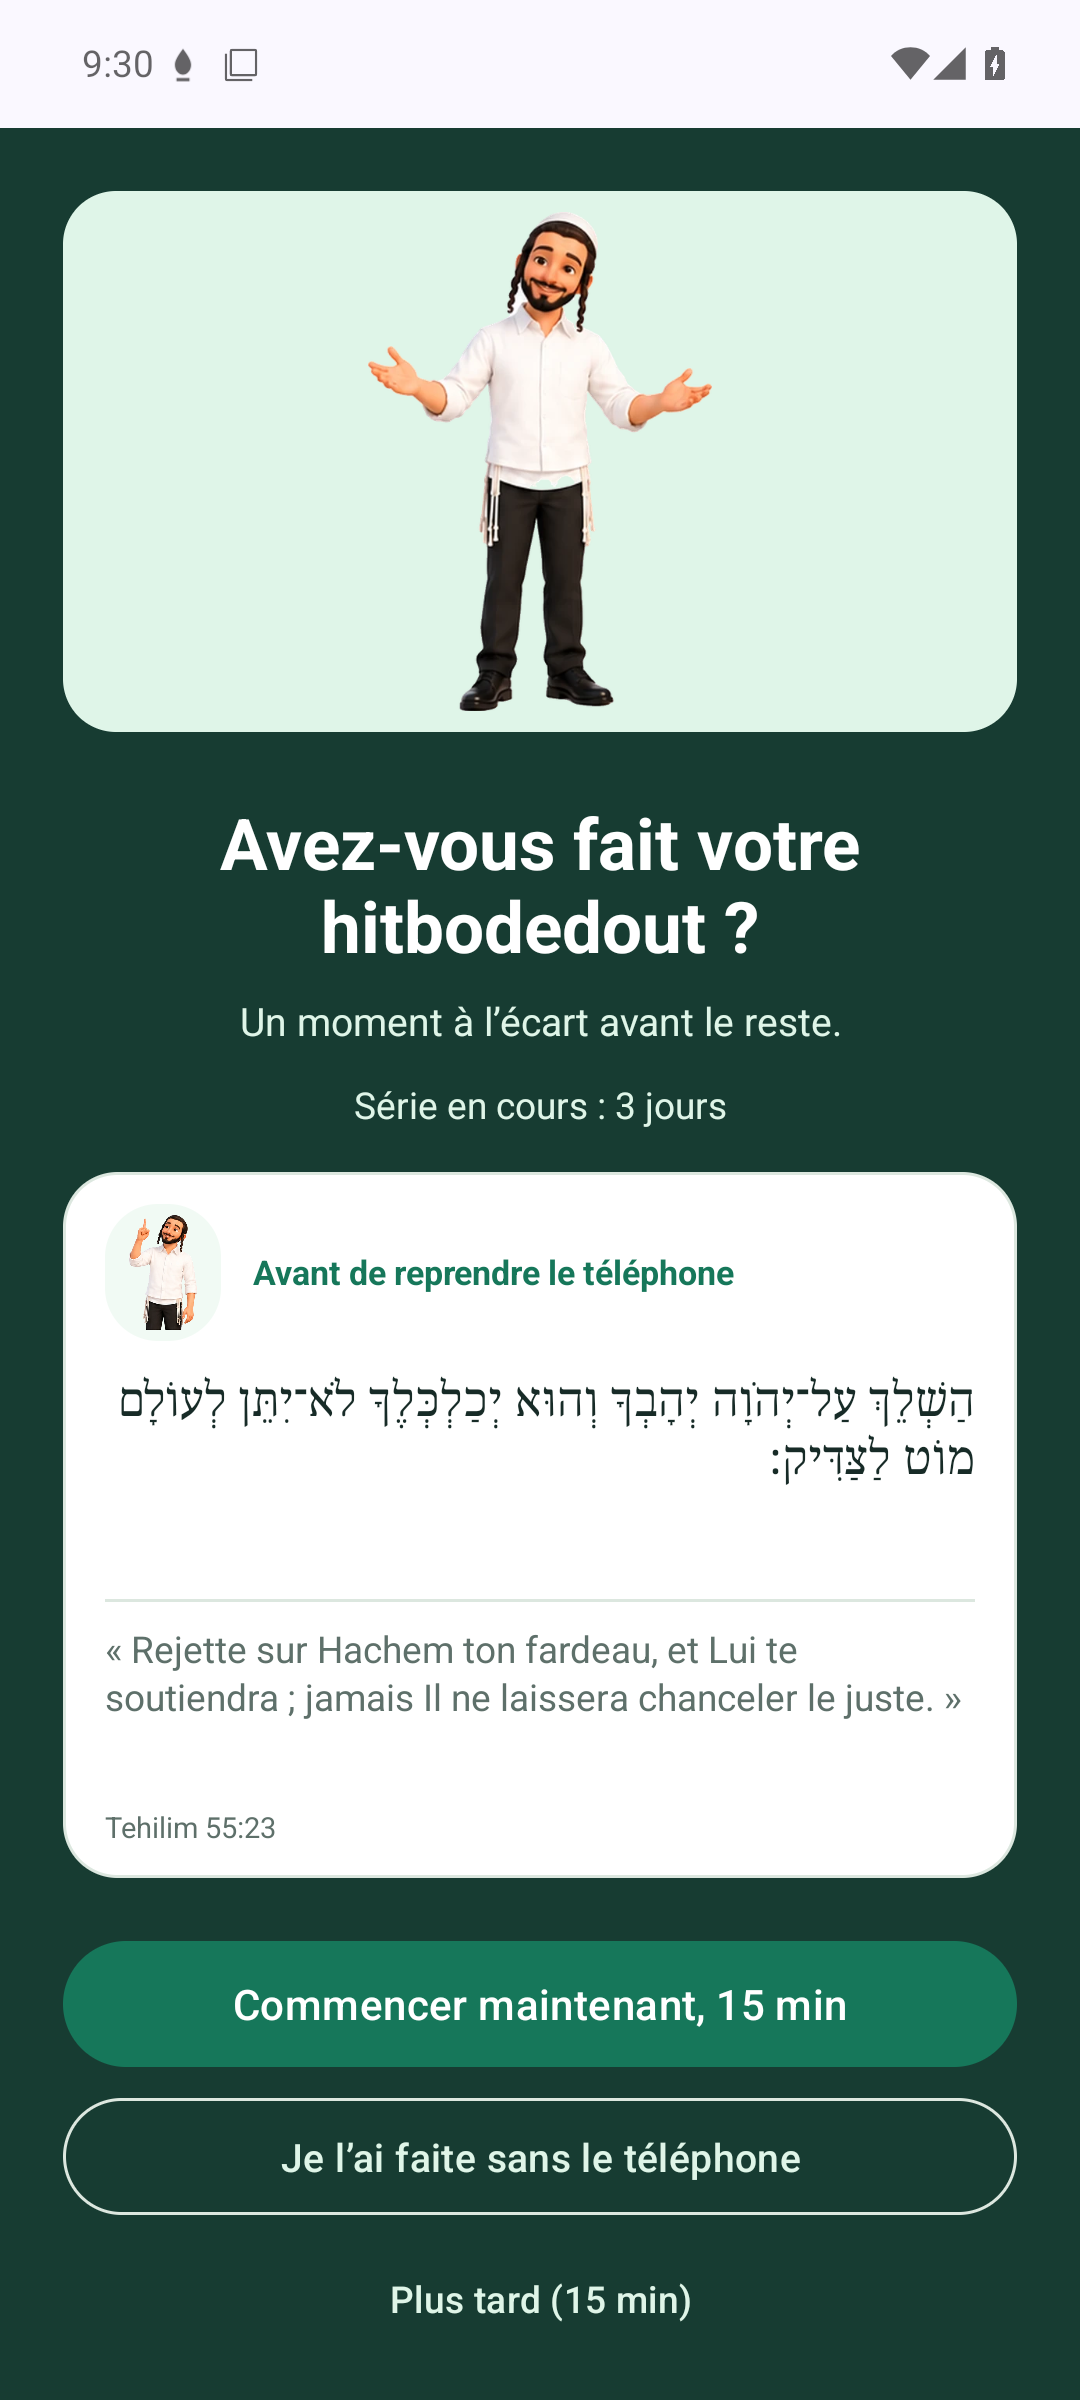 9:30
Avez-vous fait votre
hitbodedout ?
Un moment à l’écart avant le reste.
Série en cours : 3 jours
Avant de reprendre le téléphone
הַשְׁלֵךְ עַל־יְהֹוָה יְהָבְךָ וְהוּא יְכַלְכְּלֶךָ לֹא־יִתֵּן לְעוֹלָם
מוֹט לַצַּדִּיק:
« Rejette sur Hachem ton fardeau, et Lui te
soutiendra ; jamais Il ne laissera chanceler le juste. »
Tehilim 55:23
Commencer maintenant, 15 min
Je l’ai faite sans le téléphone
Plus tard (15 min)